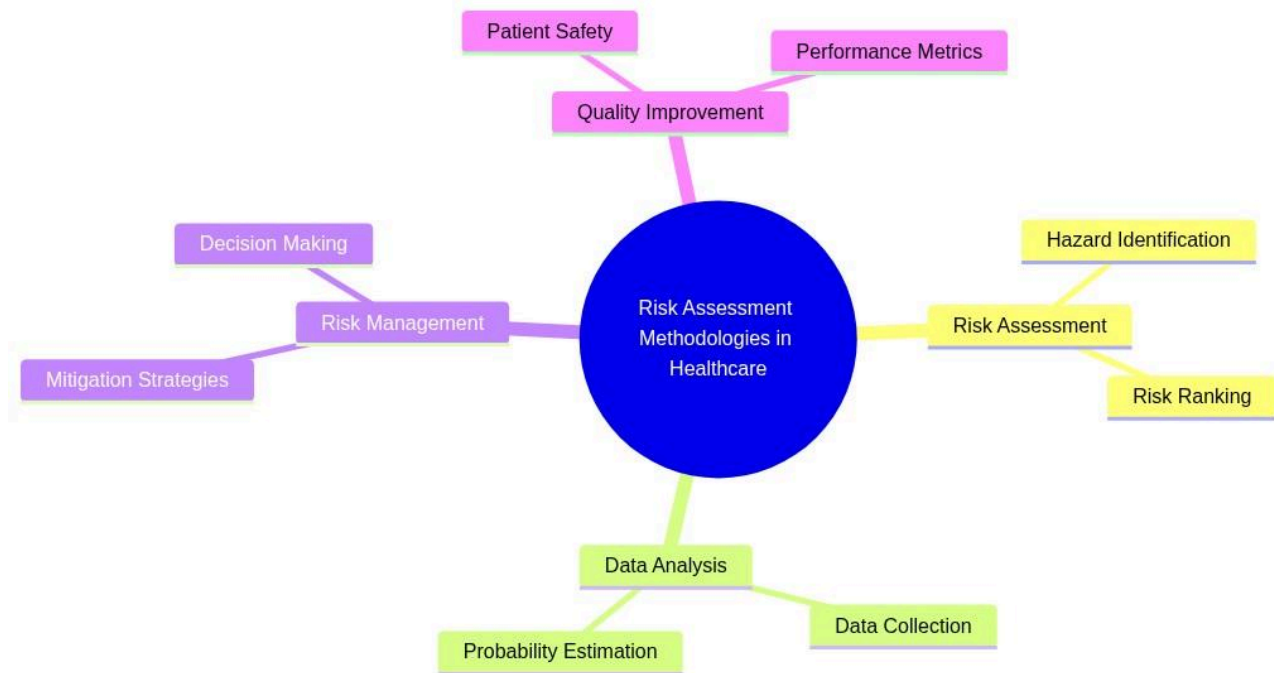 Patient Safety
Performance Metrics
Quality Improvement
Decision Making
Hazard Identification
Risk Management
Risk Assessment
Methodologies in
Healthcare
Risk Assessment
Mitigation Strategies
Risk Ranking
Data Analysis
Data Collection
Probability Estimation